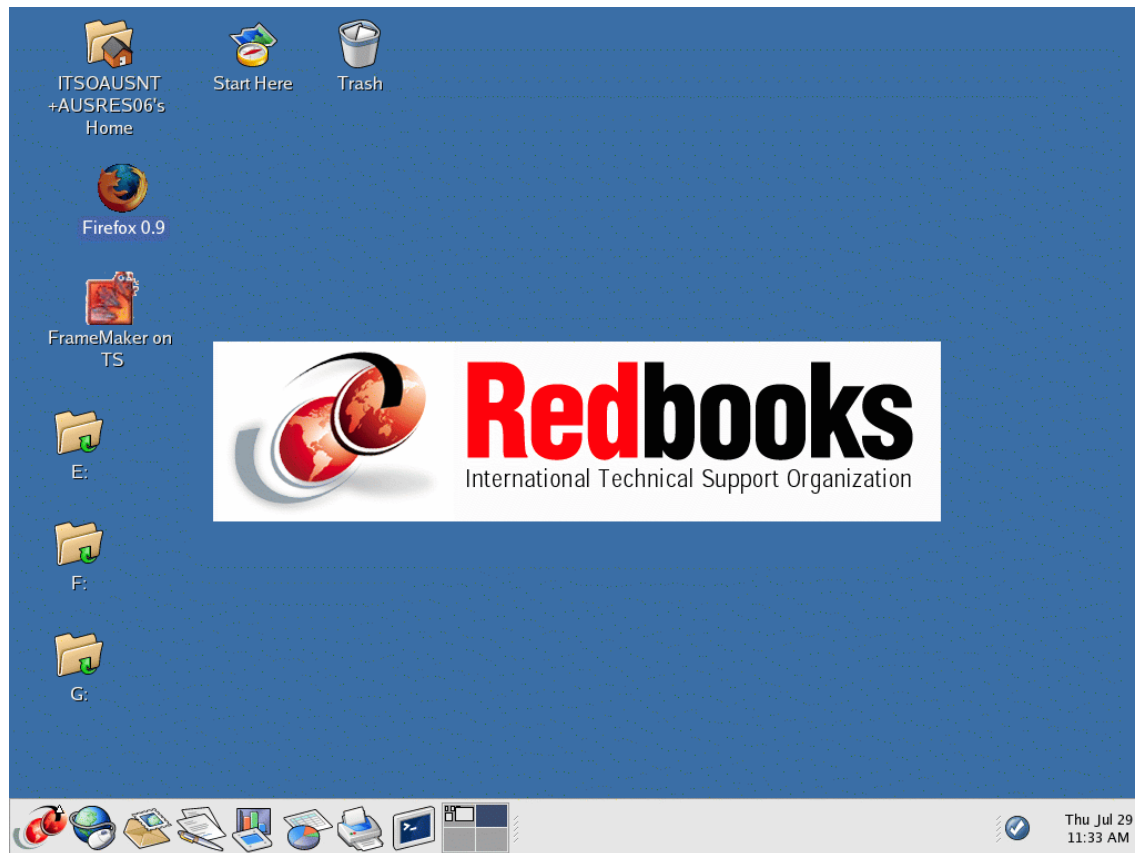 ITSOAUSNT
+AUSRES06's
Home
Start Here
Trash
Firefox 0.9
FrameMaker on
TS
E:
F:
G:
Redbooks
International Technical Support Organization
Thu Jul 29
11:33 AM